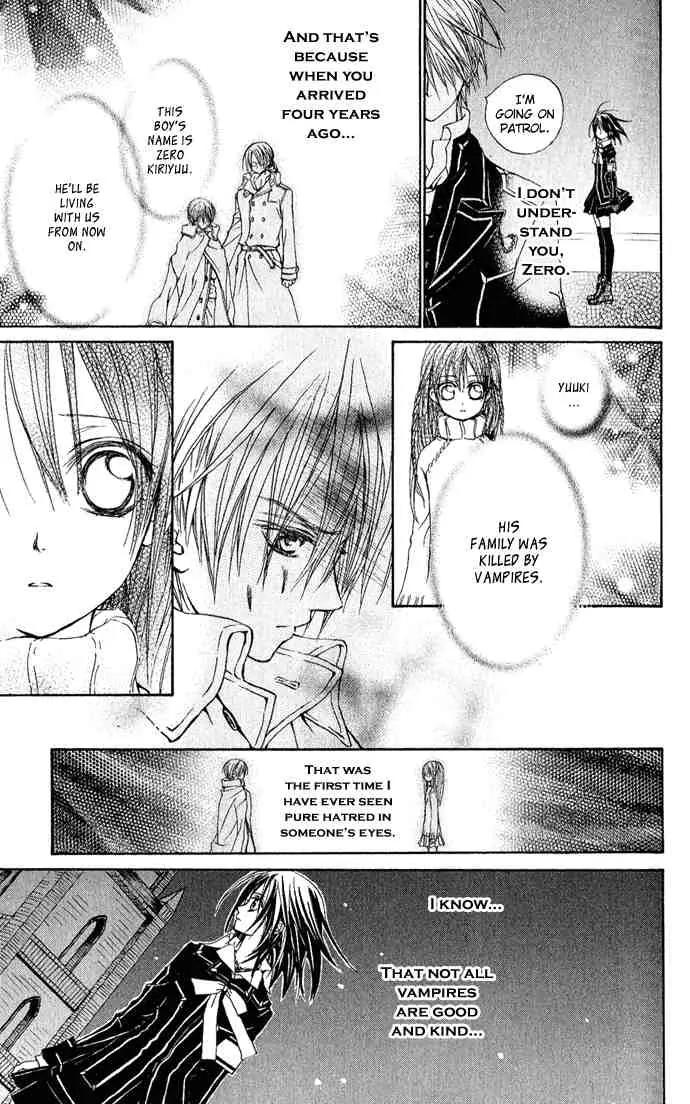 I'M
GOING ON
PATROL.
I DON'T
UNDER-
STAND
YOU,
ZERO.
AND THAT'S
BECAUSE
WHEN YOU
ARRIVED
FOUR YEARS
AGO...
THIS
BOY'S
NAME IS
ZERO
KIRIYUU.
HE'LL BE
LIVING
WITH US
FROM NOW
ON.
YUUKI
...
HIS
FAMILY WAS
KILLED BY
VAMPIRES.
THAT WAS
THE FIRST TIME I
HAVE EVER SEEN
PURE HATRED IN
SOMEONE'S EYES.
I KNOW...
THAT NOT ALL
VAMPIRES
ARE GOOD
AND KIND...